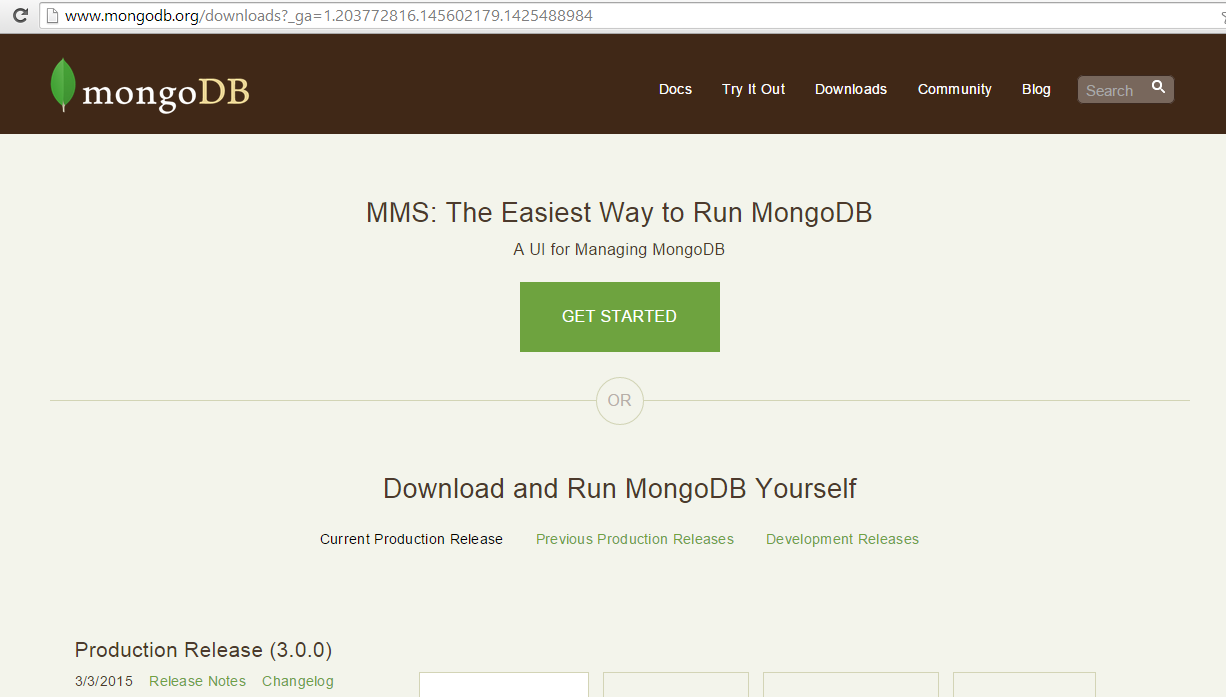 www.mongodb.org/downloads?_ga=1.203772816.145602179.1425488984
mongoDB
Docs Try It Out Downloads Community Blog Search
MMS: The Easiest Way to Run MongoDB
A UI for Managing MongoDB
GET STARTED
OR
Download and Run MongoDB Yourself
Current Production Release Previous Production Releases Development Releases
Production Release (3.0.0)
3/3/2015 Release Notes Changelog